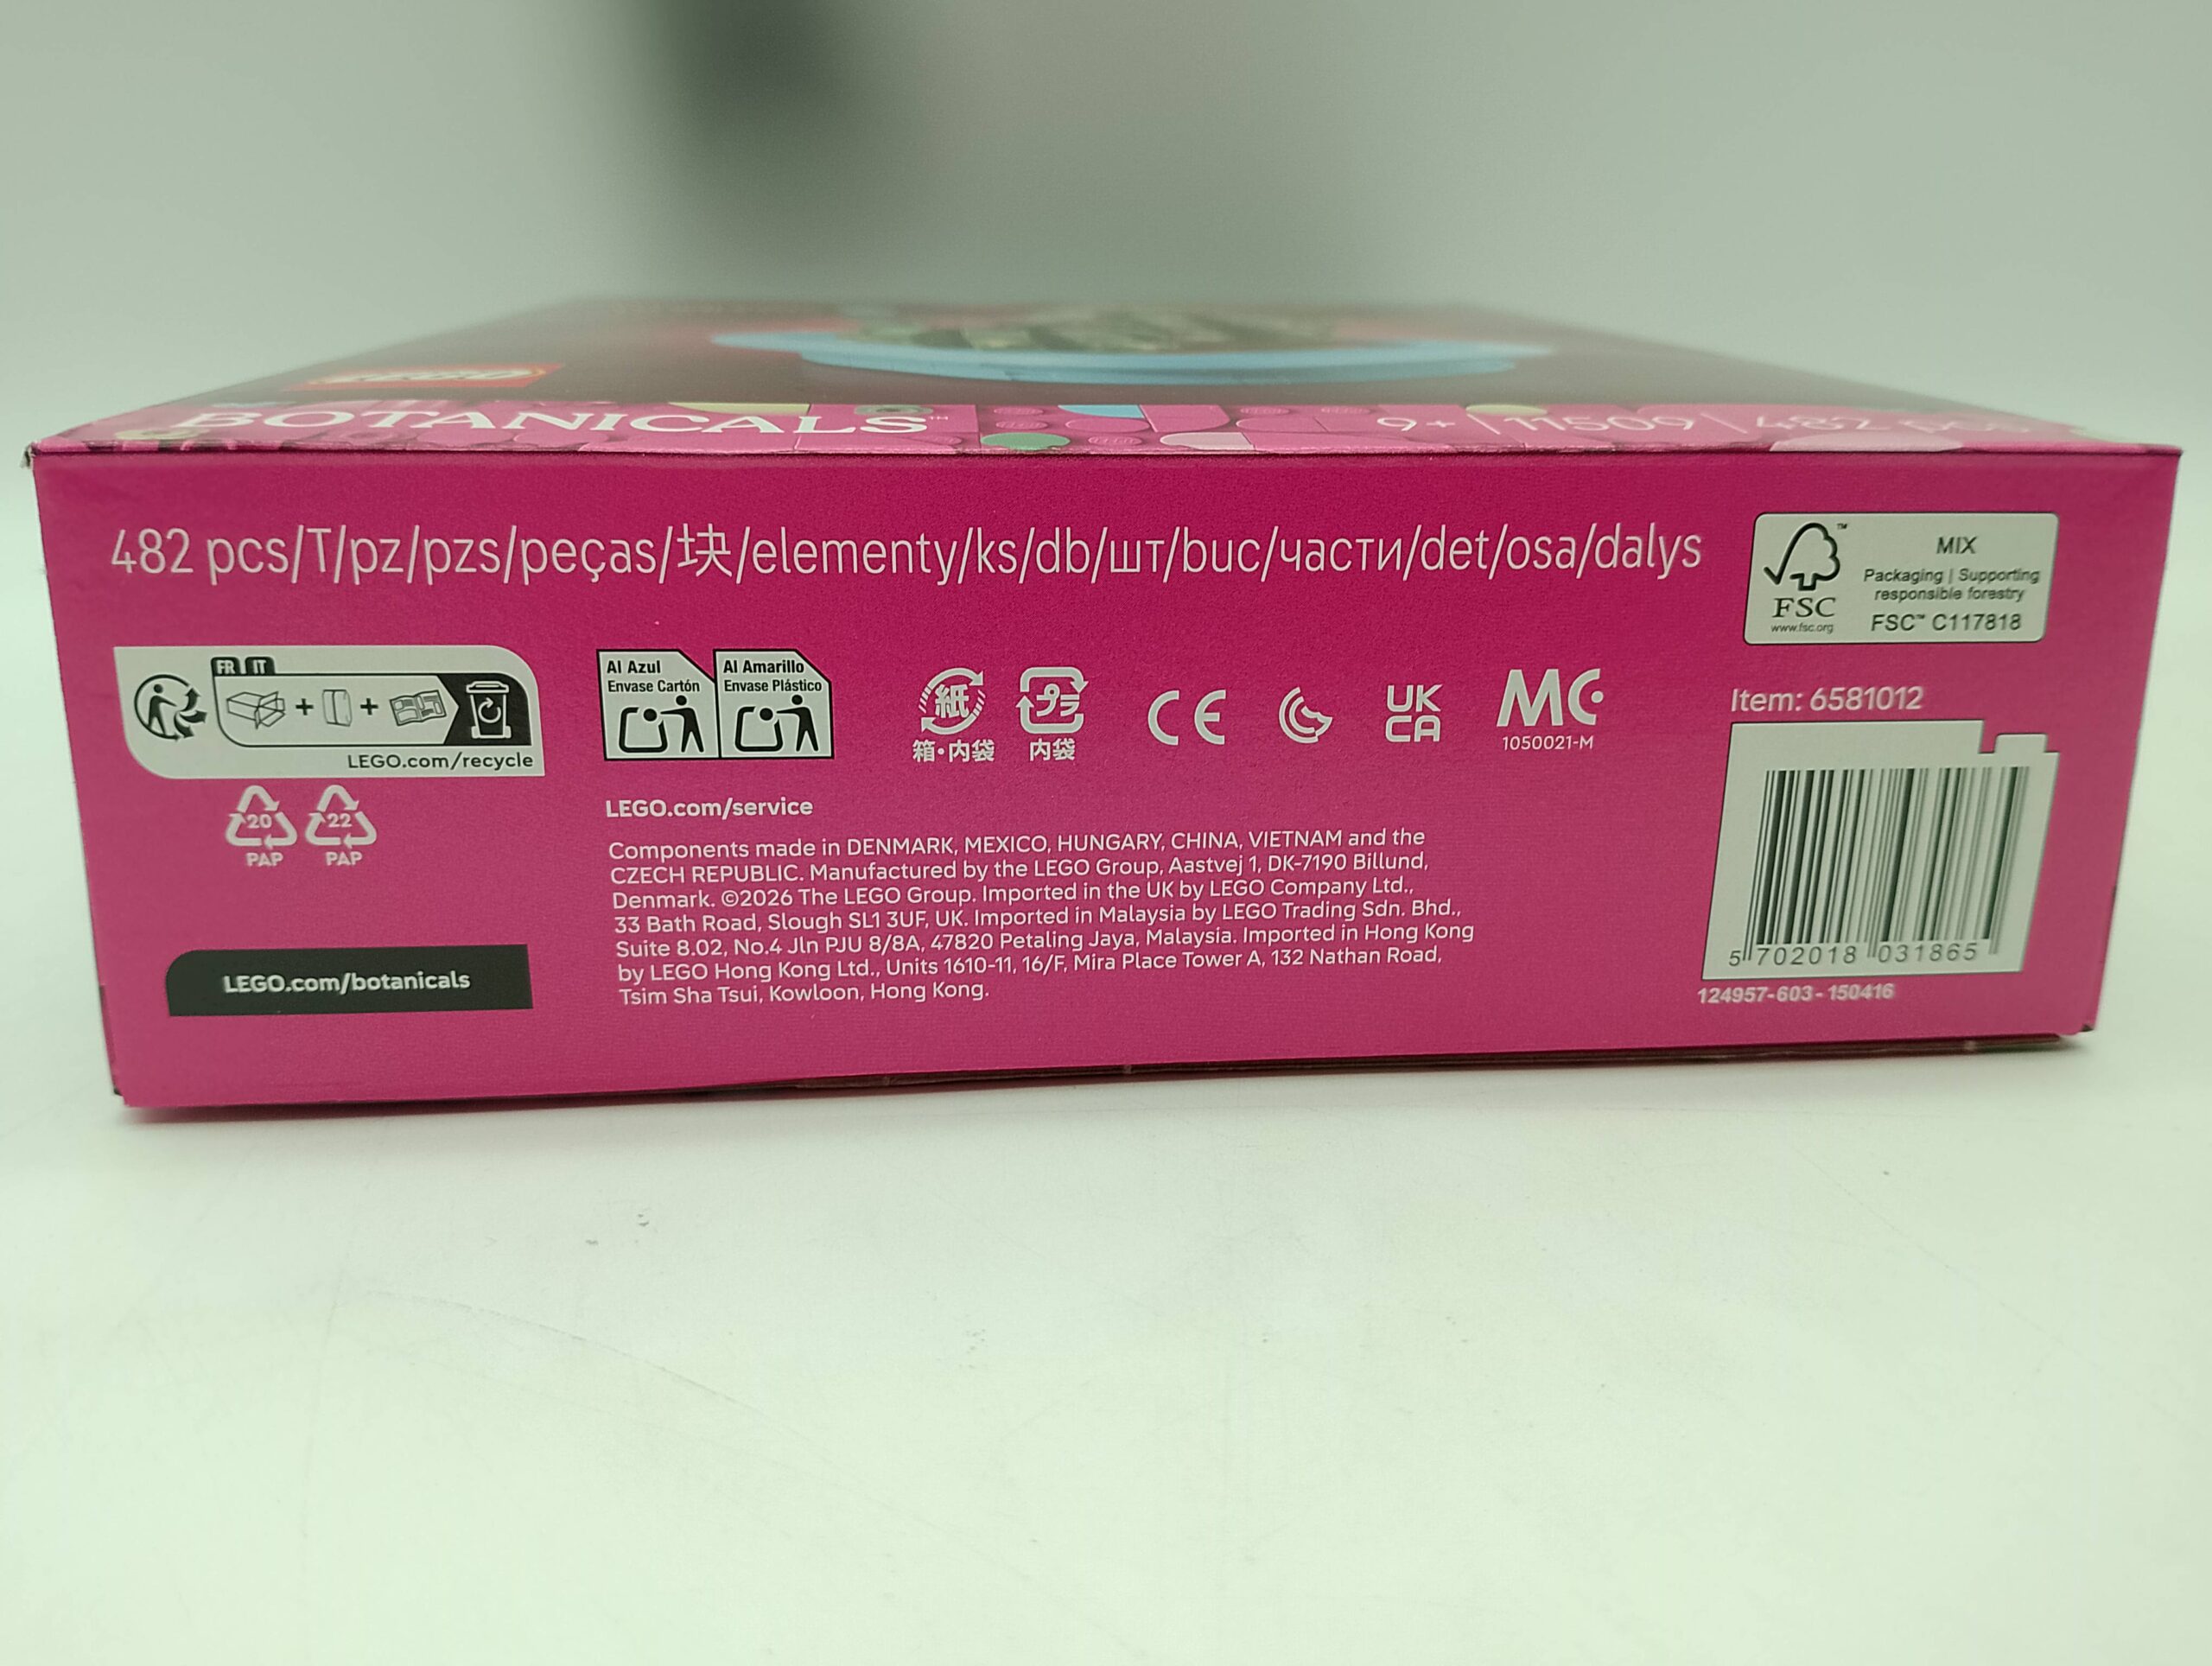 LEGO
BOTANICALS™
9+ | 11509 | 482 pcs
482 pcs/T/pz/pzs/peças/块/elementy/ks/db/шт/buc/части/det/osa/dalys
FSC™
www.fsc.org
MIX
Packaging | Supporting
responsible forestry
FSC™ C117818
FR IT
+ +
LEGO.com/recycle
20
PAP
22
PAP
Al Azul
Envase Cartón
Al Amarillo
Envase Plástico
紙
箱・内袋
プラ
内袋
CE
UK
CA
MC
1050021-M
Item: 6581012
LEGO.com/service
Components made in DENMARK, MEXICO, HUNGARY, CHINA, VIETNAM and the
CZECH REPUBLIC. Manufactured by the LEGO Group, Aastvej 1, DK-7190 Billund,
Denmark. ©2026 The LEGO Group. Imported in the UK by LEGO Company Ltd.,
33 Bath Road, Slough SL1 3UF, UK. Imported in Malaysia by LEGO Trading Sdn. Bhd.,
Suite 8.02, No.4 Jln PJU 8/8A, 47820 Petaling Jaya, Malaysia. Imported in Hong Kong
by LEGO Hong Kong Ltd., Units 1610-11, 16/F, Mira Place Tower A, 132 Nathan Road,
Tsim Sha Tsui, Kowloon, Hong Kong.
LEGO.com/botanicals
5 702018 031865
124957-603-150416